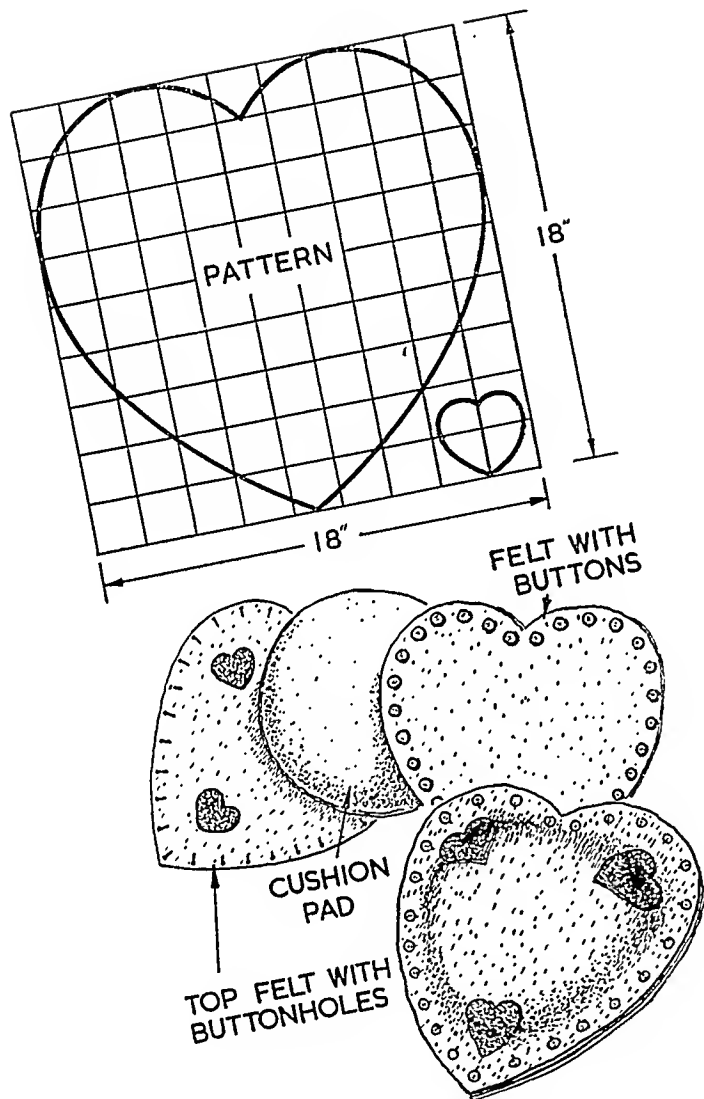 PATTERN
18"
18"
FELT WITH
BUTTONS
CUSHION
PAD
TOP FELT WITH
BUTTONHOLES